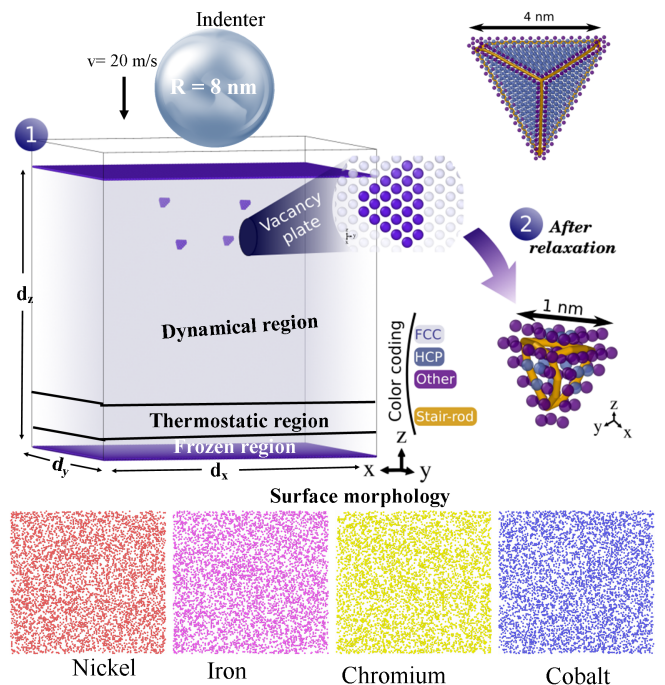 Indenter
4 nm
v= 20 m/s
R = 8 nm
1
Vacancy
plate
2
After
relaxation
d_z
1 nm
Dynamical region
Color coding
FCC
HCP
Other
Stair-rod
Thermostatic region
Frozen region
z
y
x
d_y
d_x
x
z
y
Surface morphology
Nickel
Iron
Chromium
Cobalt